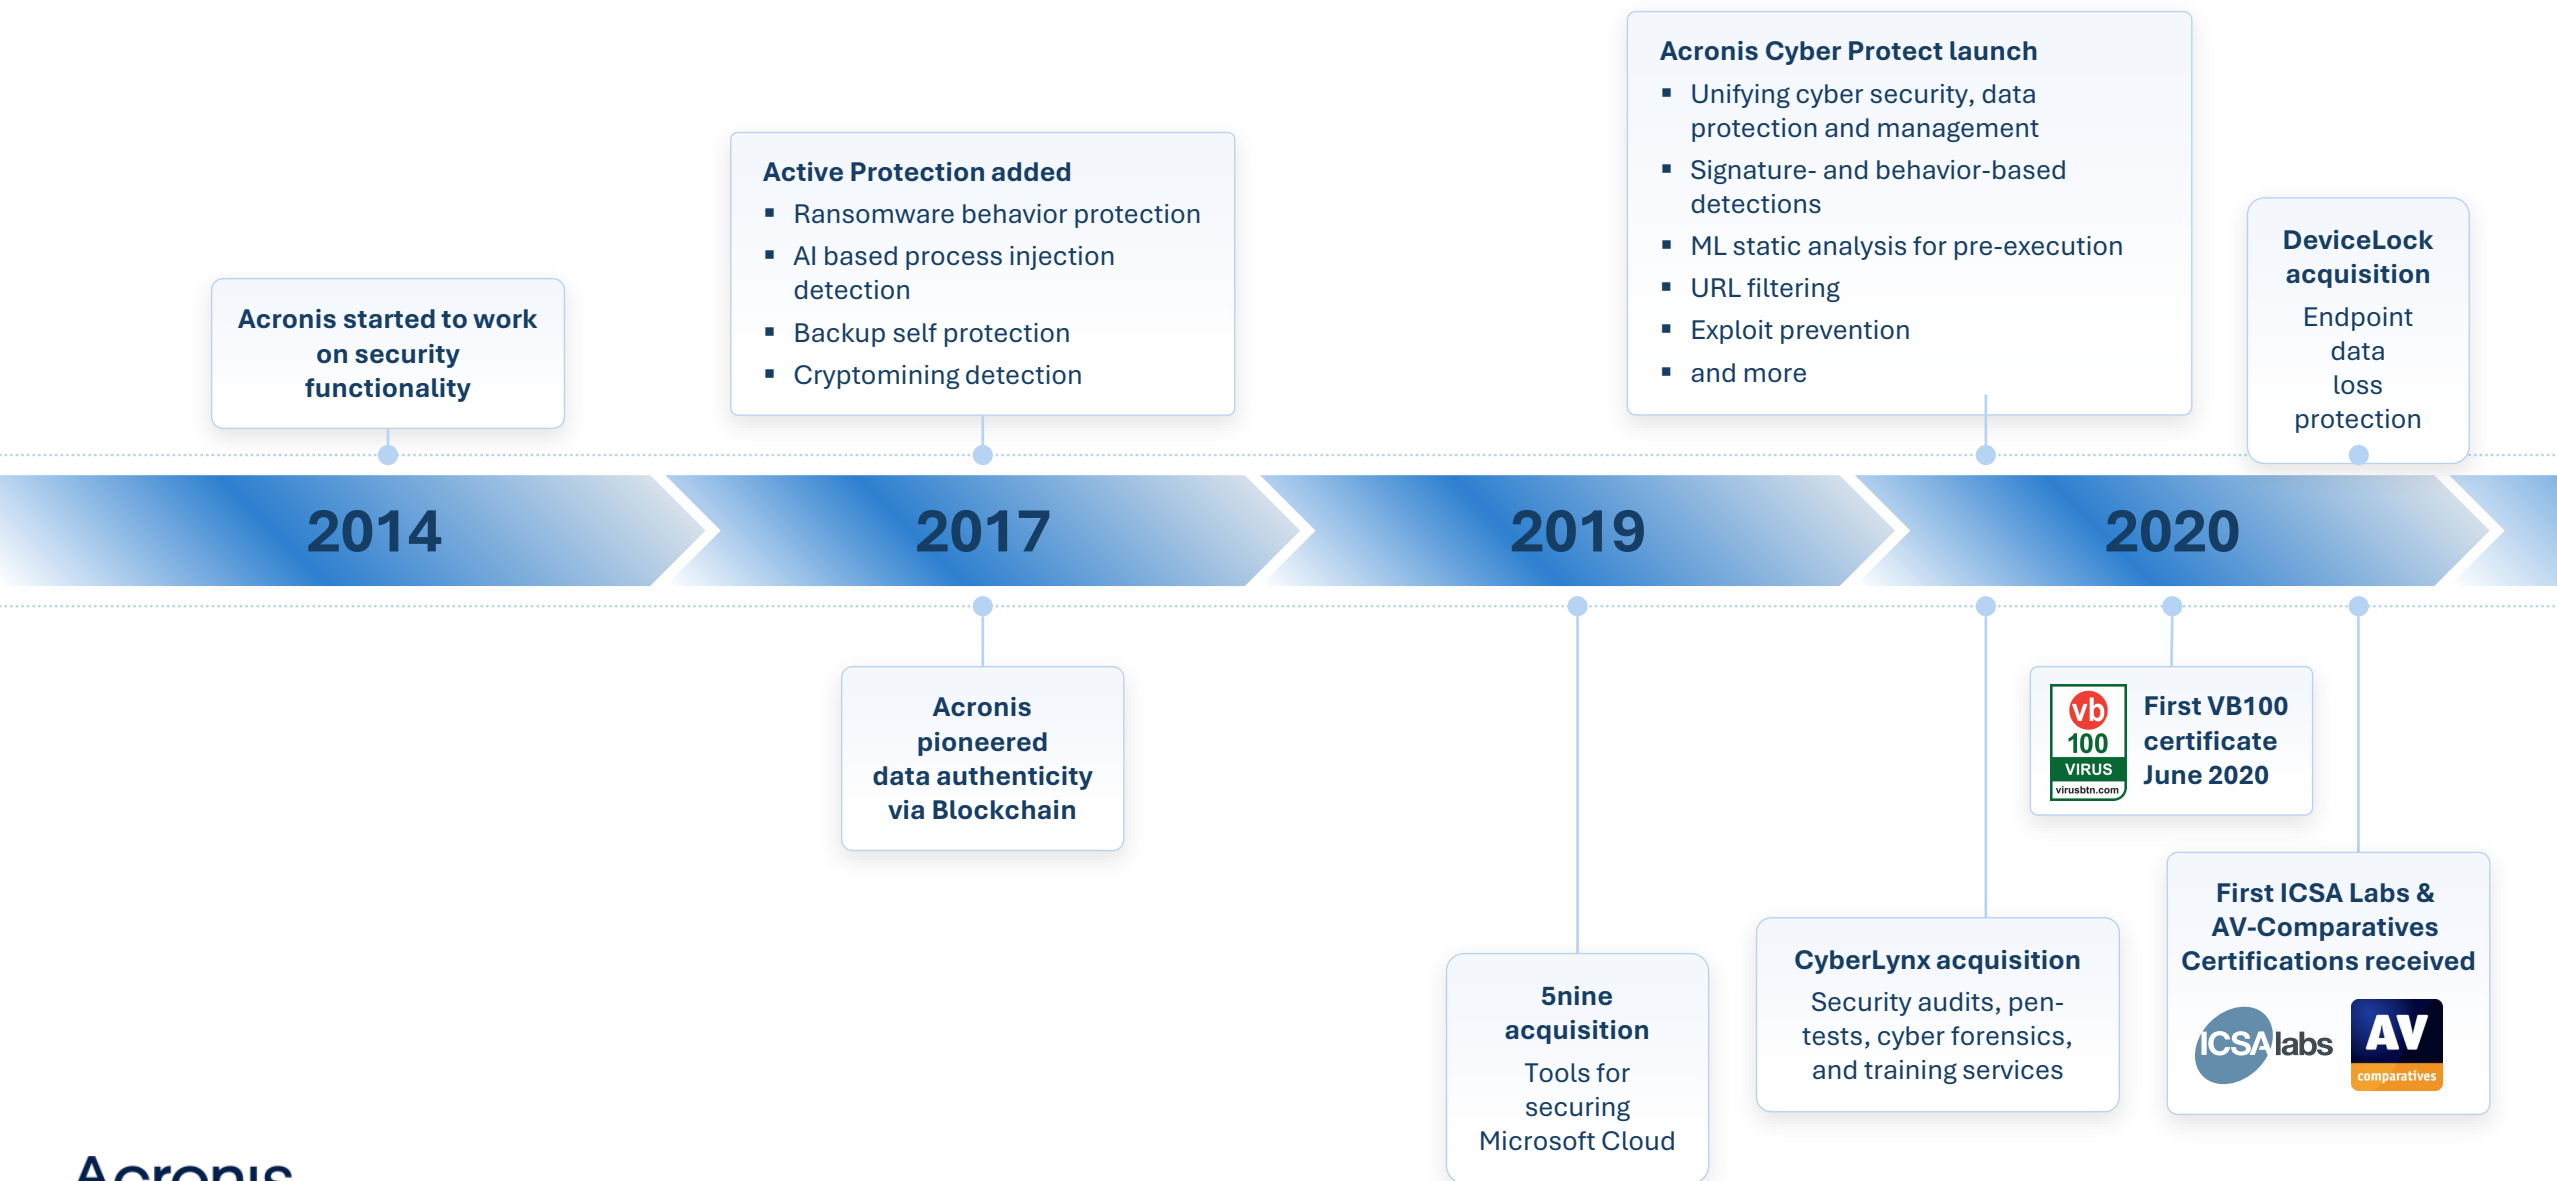 Acronis Cyber Protect launch
▪ Unifying cyber security, data
protection and management
▪ Signature- and behavior-based
detections
▪ ML static analysis for pre-execution
▪ URL filtering
▪ Exploit prevention
▪ and more
Active Protection added
▪ Ransomware behavior protection
▪ AI based process injection
detection
▪ Backup self protection
▪ Cryptomining detection
DeviceLock
acquisition
Endpoint
data
loss
protection
Acronis started to work
on security
functionality
2014
2017
2019
2020
Acronis
pioneered
data authenticity
via Blockchain
vb
100
VIRUS
virusbtn.com
First VB100
certificate
June 2020
First ICSA Labs &
AV-Comparatives
Certifications received
ICSAlabs
AV
comparatives
CyberLynx acquisition
Security audits, pen-
tests, cyber forensics,
and training services
5nine
acquisition
Tools for
securing
Microsoft Cloud
Acronis